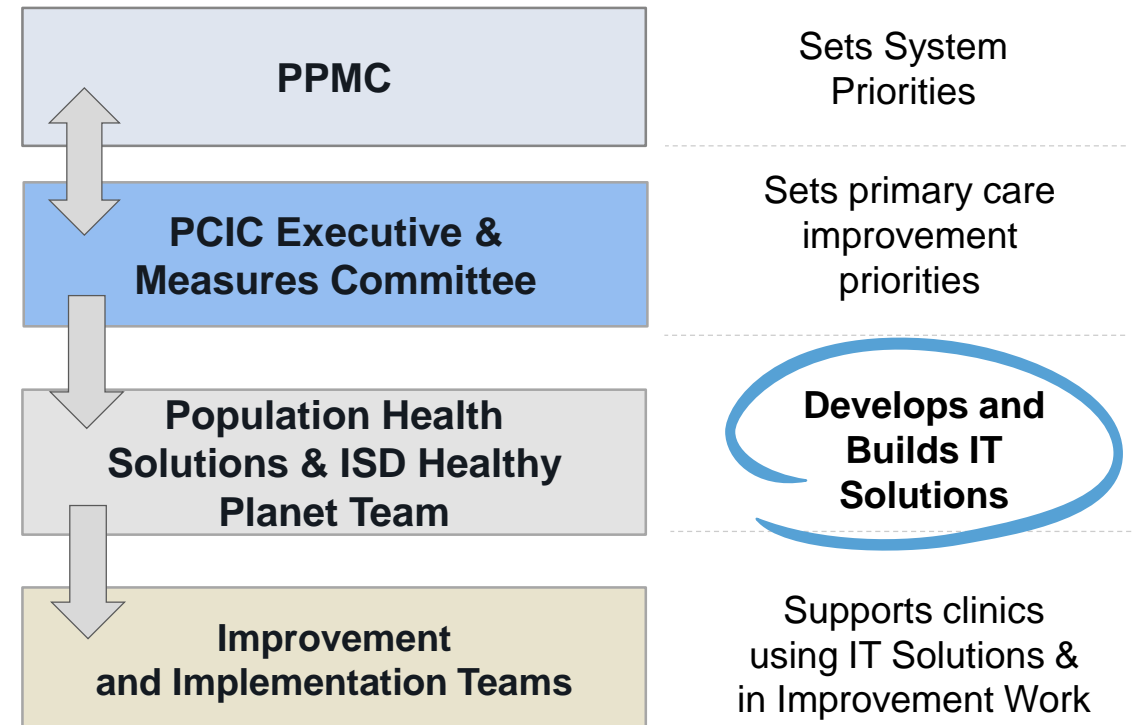 PPMC
Sets System
Priorities
PCIC Executive &
Measures Committee
Sets primary care
improvement
priorities
Population Health
Solutions & ISD Healthy
Planet Team
Develops and
Builds IT
Solutions
Improvement
and Implementation Teams
Supports clinics
using IT Solutions &
in Improvement Work